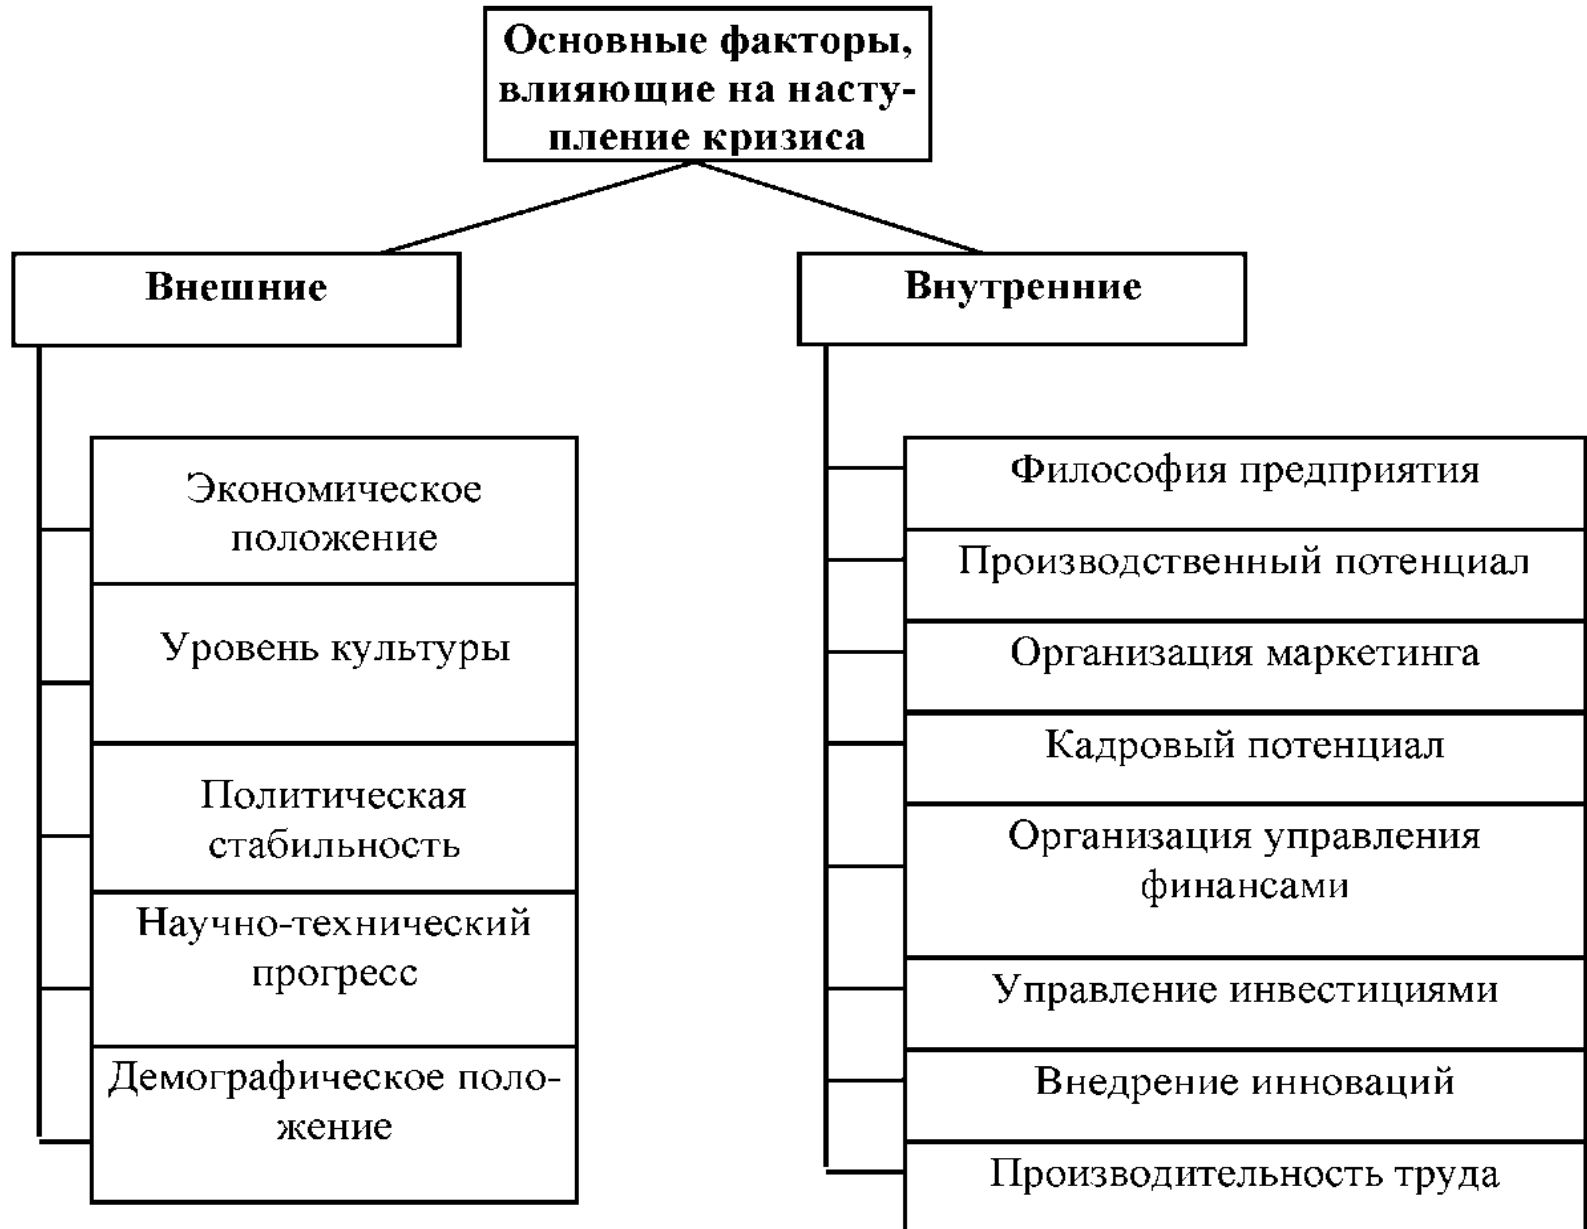 Основные факторы,
влияющие на насту-
пление кризиса
Внешние
Внутренние
Экономическое
положение
Уровень культуры
Политическая
стабильность
Научно-технический
прогресс
Демографическое поло-
жение
Философия предприятия
Производственный потенциал
Организация маркетинга
Кадровый потенциал
Организация управления
финансами
Управление инвестициями
Внедрение инноваций
Производительность труда